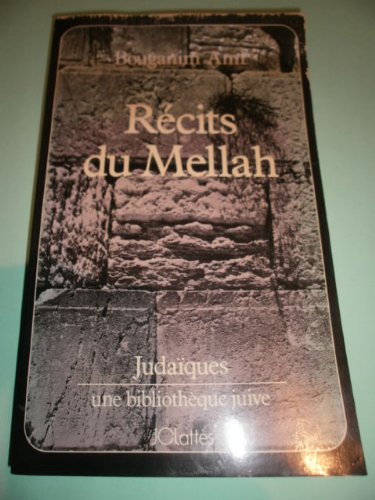 Bouganim Ami
Récits
du Mellah
Judaïques
une bibliothèque juive
JCLattès